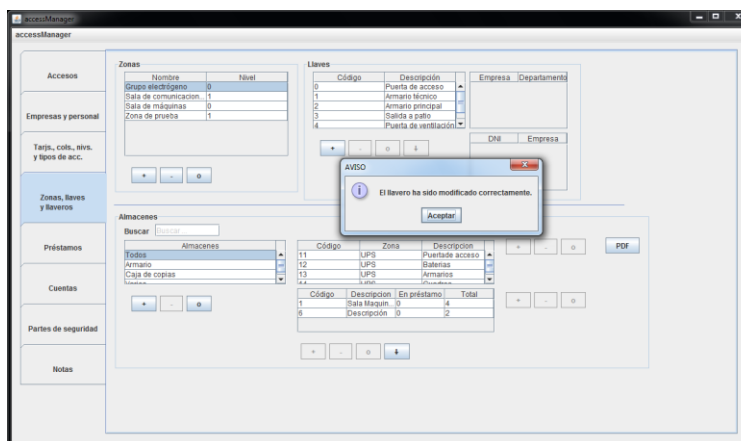 accessManager
accessManager
Accesos
Empresas y personal
Tarjs., cols., nivs.
y tipos de acc.
Zonas, llaves
y llaveros
Préstamos
Cuentas
Partes de seguridad
Notas
Zonas
Nombre Nivel
Grupo electrógeno 0
Sala de comunicacion... 1
Sala de máquinas 0
Zona de prueba 1
+ - o
Llaves
Código Descripción
0 Puerta de acceso
1 Armario técnico
2 Armario principal
3 Salida a patio
4 Puerta de ventilación
+ - o
Empresa Departamento
DNI Empresa
AVISO
El llavero ha sido modificado correctamente.
Aceptar
Almacenes
Buscar Buscar...
Almacenes
Todos
Armario
Caja de copias
Varios
+ - o
Código Zona Descripcion
11 UPS Puertade acceso
12 UPS Baterias
13 UPS Armarios
14 UPS Cuadros
+ - o
PDF
Código Descripcion En préstamo Total
1 Sala Maquin... 0 4
6 Descripción 0 2
+ - o
+ - o